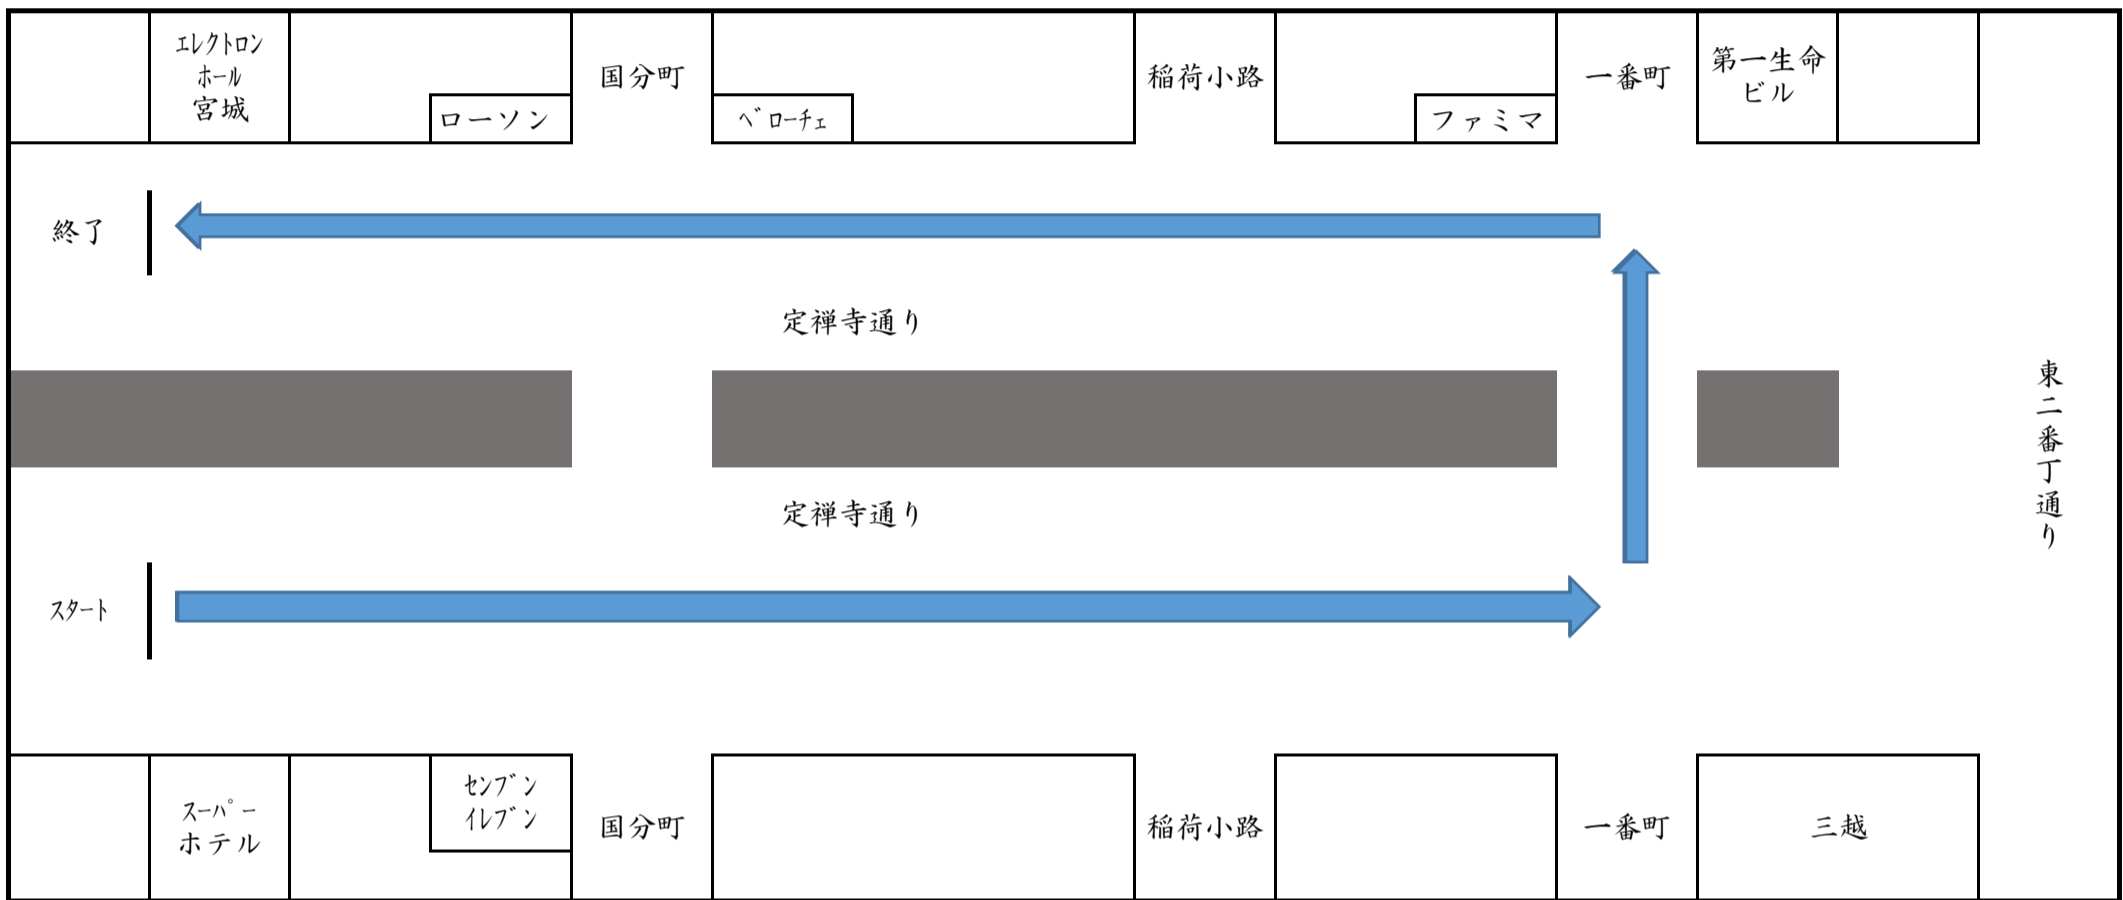 エレクトロン
ホール
宮城
ローソン
国分町
ベローチェ
稲荷小路
ファミマ
一番町
第一生命
ビル
終了
定禅寺通り
東二番丁通り
定禅寺通り
スタート
スーパー
ホテル
センブン
イレブン
国分町
稲荷小路
一番町
三越